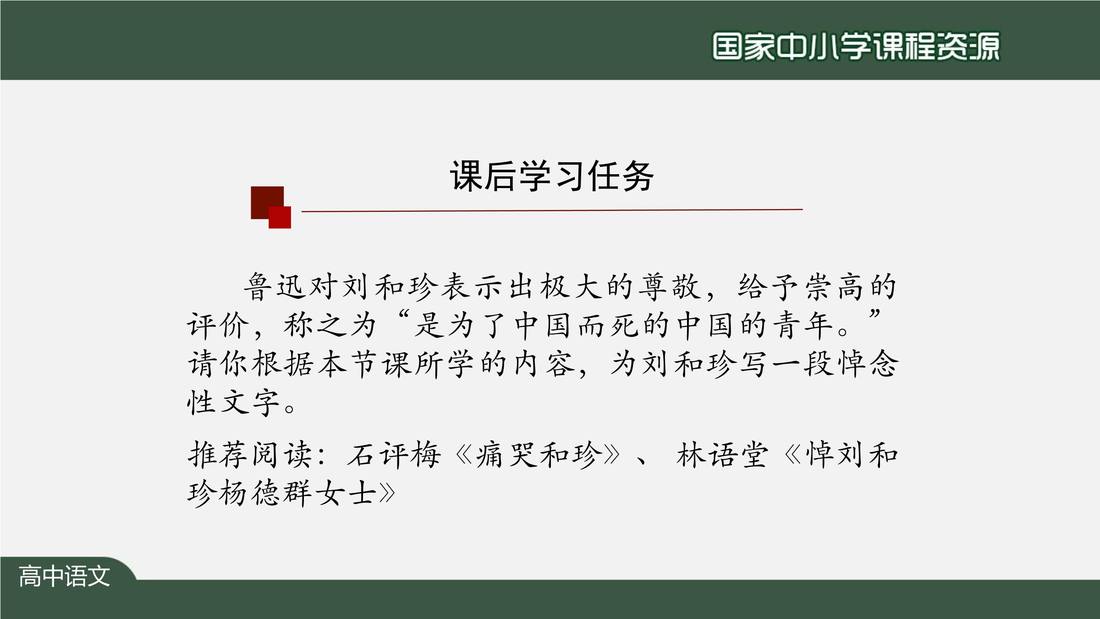 国家中小学课程资源
课后学习任务
鲁迅对刘和珍表示出极大的尊敬，给予崇高的
评价，称之为“是为了中国而死的中国的青年。”
请你根据本节课所学的内容，为刘和珍写一段悼念
性文字。
推荐阅读：石评梅《痛哭和珍》、林语堂《悼刘和
珍杨德群女士》
高中语文